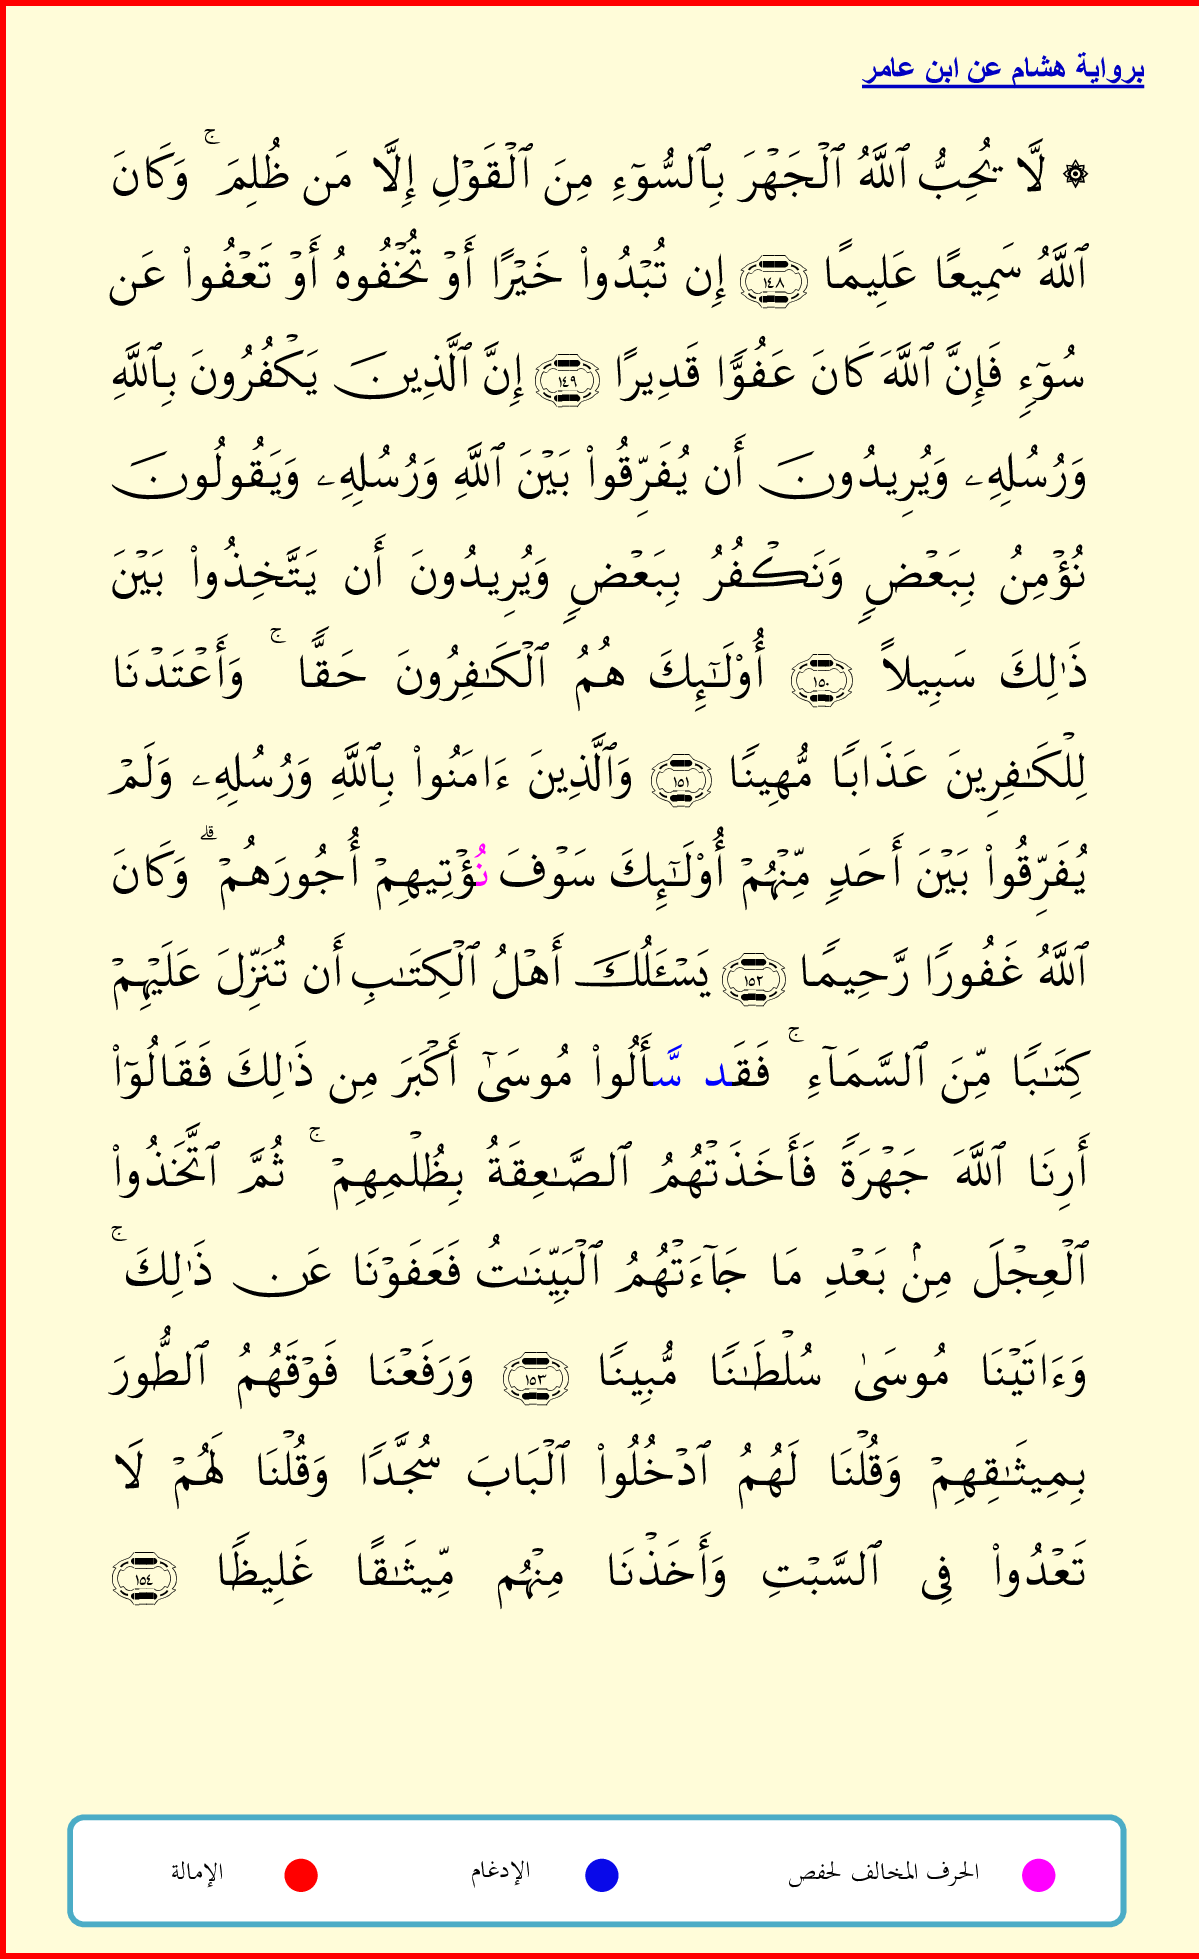 برواية هشام عن ابن عامر
۞ لَّا يُحِبُّ ٱللَّهُ ٱلۡجَهۡرَ بِٱلسُّوٓءِ مِنَ ٱلۡقَوۡلِ إِلَّا مَن ظُلِمَۚ وَكَانَ
ٱللَّهُ سَمِيعًا عَلِيمًا ١٤٨ إِن تُبۡدُواْ خَيۡرًا أَوۡ تُخۡفُوهُ أَوۡ تَعۡفُواْ عَن
سُوٓءٖ فَإِنَّ ٱللَّهَ كَانَ عَفُوّٗا قَدِيرًا ١٤٩ إِنَّ ٱلَّذِينَ يَكۡفُرُونَ بِٱللَّهِ
وَرُسُلِهِۦ وَيُرِيدُونَ أَن يُفَرِّقُواْ بَيۡنَ ٱللَّهِ وَرُسُلِهِۦ وَيَقُولُونَ
نُؤۡمِنُ بِبَعۡضٖ وَنَكۡفُرُ بِبَعۡضٖ وَيُرِيدُونَ أَن يَتَّخِذُواْ بَيۡنَ
ذَٰلِكَ سَبِيلاً ١٥٠ أُوْلَٰٓئِكَ هُمُ ٱلۡكَٰفِرُونَ حَقّٗاۚ وَأَعۡتَدۡنَا
لِلۡكَٰفِرِينَ عَذَابٗا مُّهِينٗا ١٥١ وَٱلَّذِينَ ءَامَنُواْ بِٱللَّهِ وَرُسُلِهِۦ وَلَمۡ
يُفَرِّقُواْ بَيۡنَ أَحَدٖ مِّنۡهُمۡ أُوْلَٰٓئِكَ سَوۡفَ نُؤۡتِيهِمۡ أُجُورَهُمۡۗ وَكَانَ
ٱللَّهُ غَفُورٗا رَّحِيمٗا ١٥٢ يَسۡـَٔلُكَ أَهۡلُ ٱلۡكِتَٰبِ أَن تُنَزِّلَ عَلَيۡهِمۡ
كِتَٰبٗا مِّنَ ٱلسَّمَآءِۚ فَقَد سَّأَلُواْ مُوسَىٰٓ أَكۡبَرَ مِن ذَٰلِكَ فَقَالُوٓاْ
أَرِنَا ٱللَّهَ جَهۡرَةٗ فَأَخَذَتۡهُمُ ٱلصَّٰعِقَةُ بِظُلۡمِهِمۡۚ ثُمَّ ٱتَّخَذُواْ
ٱلۡعِجۡلَ مِنۢ بَعۡدِ مَا جَآءَتۡهُمُ ٱلۡبَيِّنَٰتُ فَعَفَوۡنَا عَن ذَٰلِكَۚ
وَءَاتَيۡنَا مُوسَىٰ سُلۡطَٰنٗا مُّبِينٗا ١٥٣ وَرَفَعۡنَا فَوۡقَهُمُ ٱلطُّورَ
بِمِيثَٰقِهِمۡ وَقُلۡنَا لَهُمُ ٱدۡخُلُواْ ٱلۡبَابَ سُجَّدٗا وَقُلۡنَا لَهُمۡ لَا
تَعۡدُواْ فِي ٱلسَّبۡتِ وَأَخَذۡنَا مِنۡهُم مِّيثَٰقًا غَلِيظٗا ١٥٤
الحرف المخالف لحفص الإدغام الإمالة